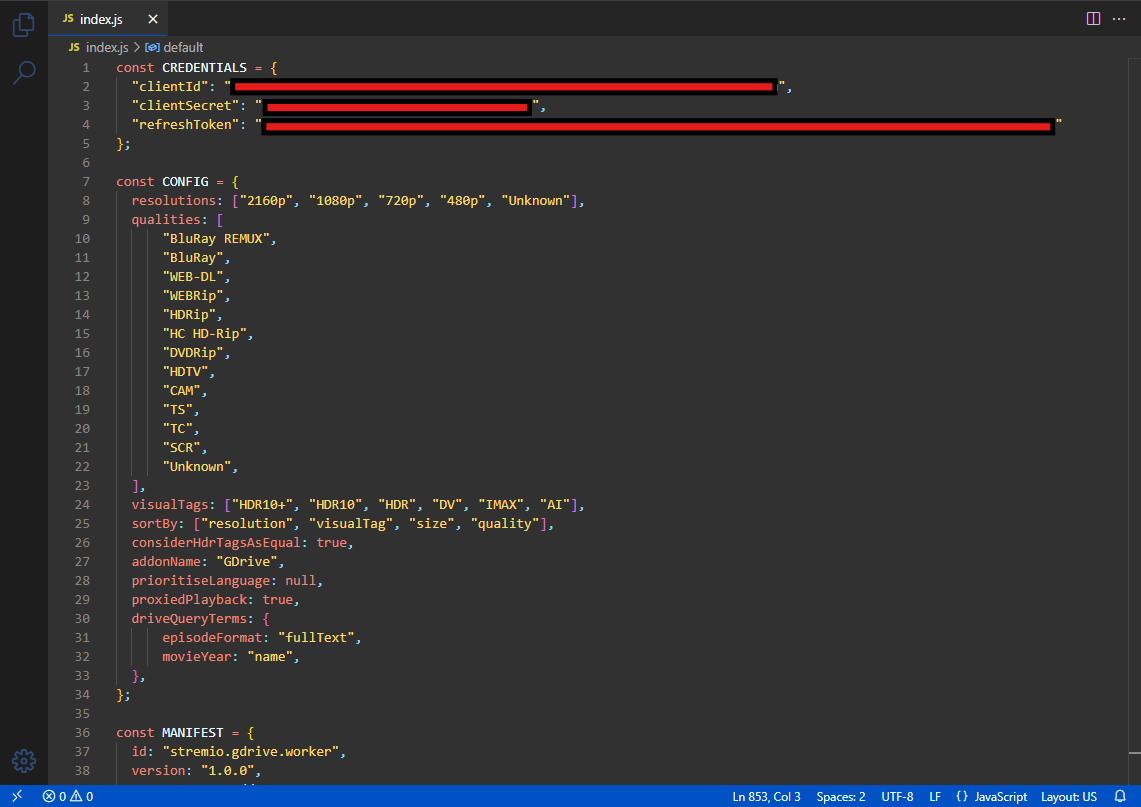 JS index.js ×
JS index.js > default
1 const CREDENTIALS = {
2 "clientId": "",
3 "clientSecret": "",
4 "refreshToken": ""
5 };
6
7 const CONFIG = {
8 resolutions: ["2160p", "1080p", "720p", "480p", "Unknown"],
9 qualities: [
10 "BluRay REMUX",
11 "BluRay",
12 "WEB-DL",
13 "WEBRip",
14 "HDRip",
15 "HC HD-Rip",
16 "DVDRip",
17 "HDTV",
18 "CAM",
19 "TS",
20 "TC",
21 "SCR",
22 "Unknown",
23 ],
24 visualTags: ["HDR10+", "HDR10", "HDR", "DV", "IMAX", "AI"],
25 sortBy: ["resolution", "visualTag", "size", "quality"],
26 considerHdrTagsAsEqual: true,
27 addonName: "GDrive",
28 prioritiseLanguage: null,
29 proxiedPlayback: true,
30 driveQueryTerms: {
31 episodeFormat: "fullText",
32 movieYear: "name",
33 },
34 };
35
36 const MANIFEST = {
37 id: "stremio.gdrive.worker",
38 version: "1.0.0",
0 0 Ln 853, Col 3 Spaces: 2 UTF-8 LF {} JavaScript Layout: US